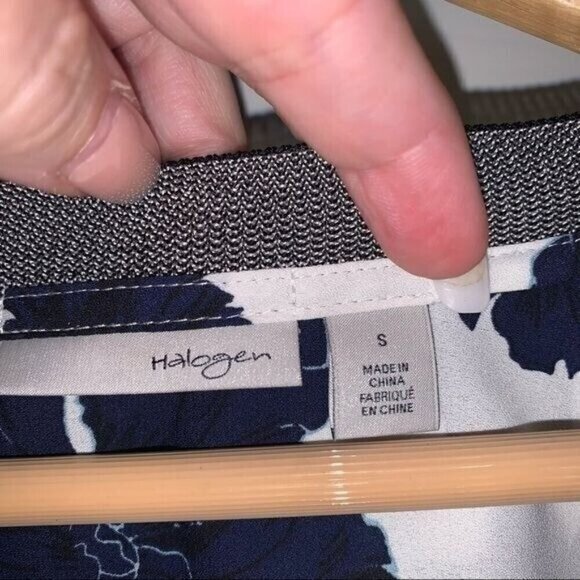 Halogen
S
MADE IN
CHINA
FABRIQUÉ
EN CHINE